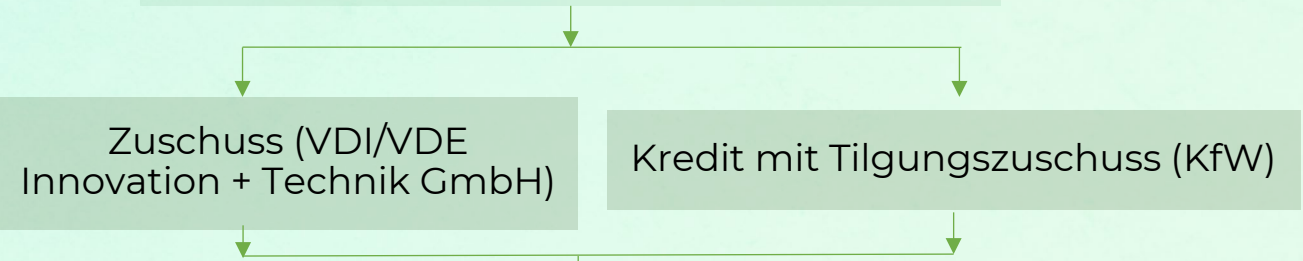 Zuschuss (VDI/VDE
Innovation + Technik GmbH)
Kredit mit Tilgungszuschuss (KfW)